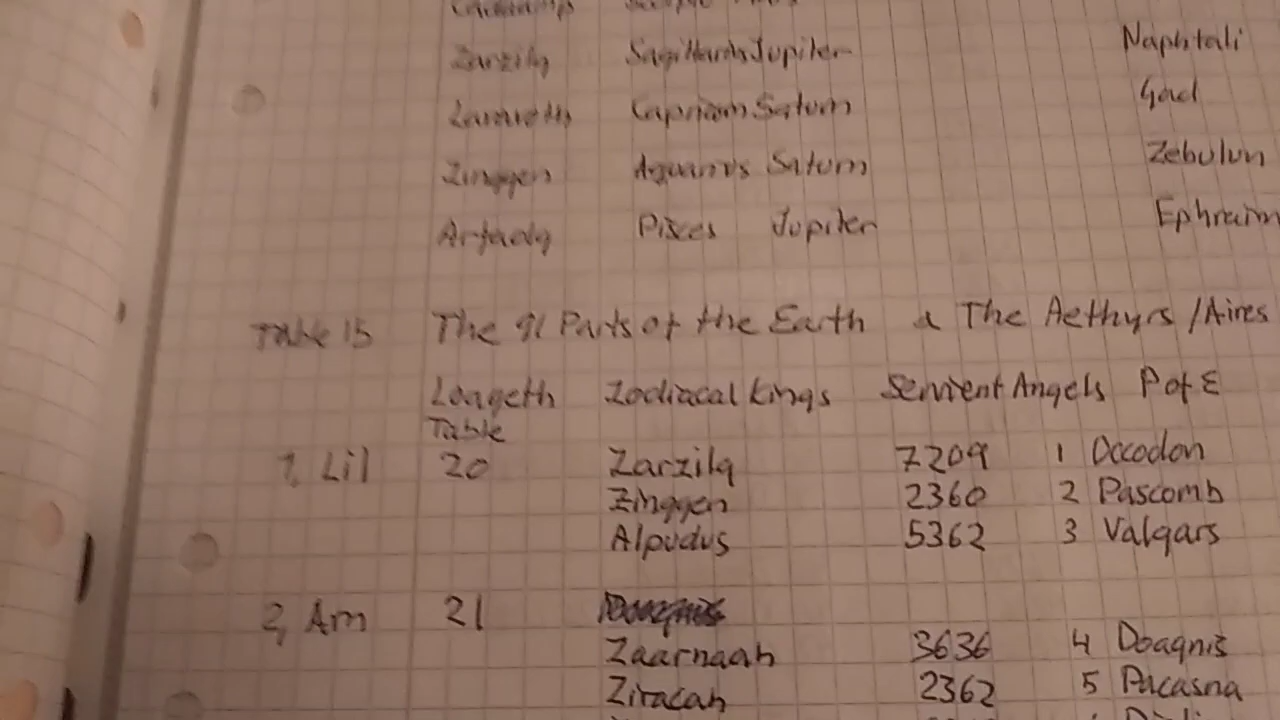 Zarzilg Sagittarius Jupiter Naphtali
Capricorn Saturn Gad
Zinggen Aquarius Saturn Zebulun
Pisces Jupiter Ephraim
Table 15 The 91 Parts of the Earth & The Aethyrs / Aires
Loageth Zodiacal Kings Servient Angels P of E
Table
1, Lil 20 Zarzilg 7209 1 Occodon
Zinggen 2360 2 Pascomb
Alpudus 5362 3 Valgars
2, Arn 21
Zaarnaah 3636 4 Doagnis
Ziracah 2362 5 Pacasna